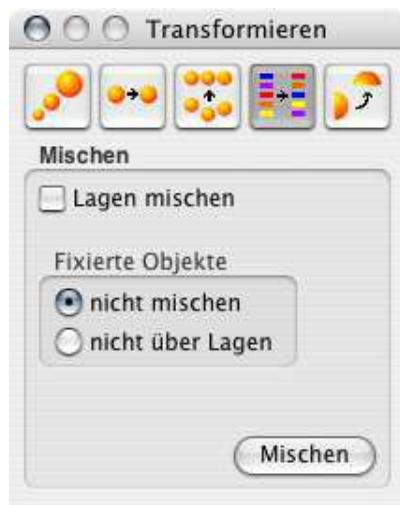 Transformieren
Mischen
Lagen mischen
Fixierte Objekte
nicht mischen
nicht über Lagen
Mischen